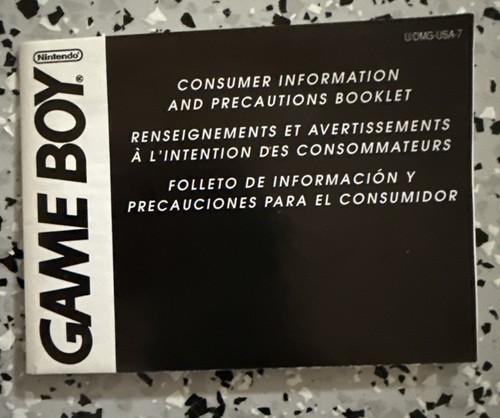 U/DMG-USA-7
Nintendo®
GAME BOY®
CONSUMER INFORMATION
AND PRECAUTIONS BOOKLET
RENSEIGNEMENTS ET AVERTISSEMENTS
À L'INTENTION DES CONSOMMATEURS
FOLLETO DE INFORMACIÓN Y
PRECAUCIONES PARA EL CONSUMIDOR